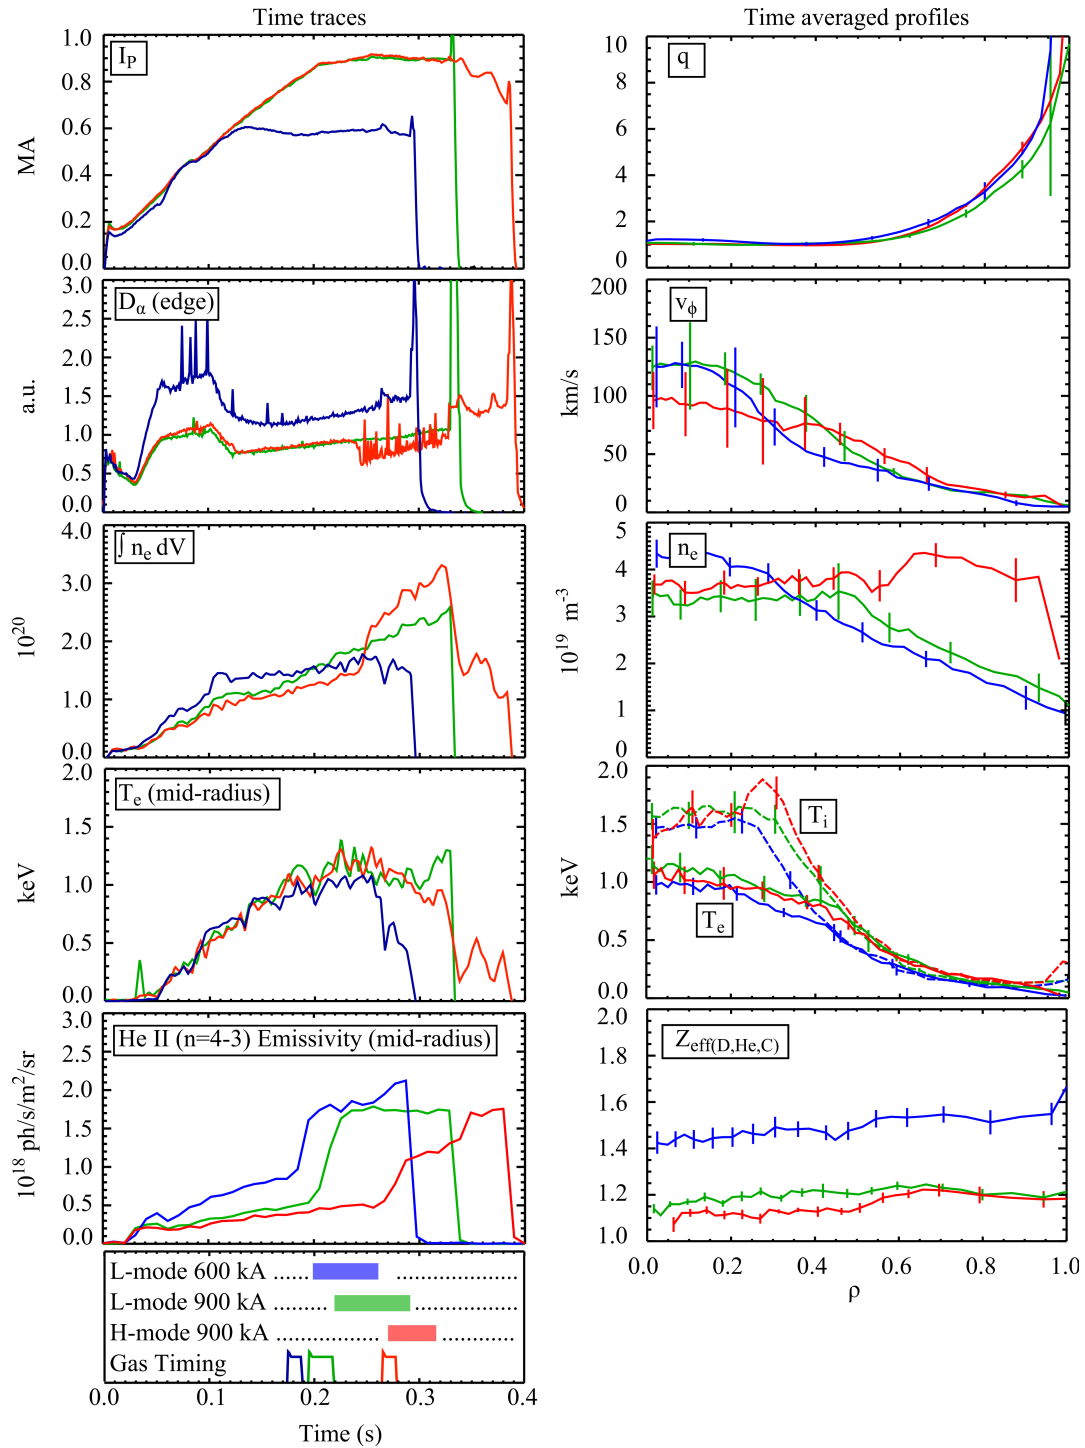 Time traces
I_P
MA
1.0
0.8
0.6
0.4
0.2
0.0
D_α (edge)
a.u.
3.0
2.5
2.0
1.5
1.0
0.5
0.0
∫ n_e dV
10^20
4.0
3.0
2.0
1.0
0.0
T_e (mid-radius)
keV
2.0
1.5
1.0
0.5
0.0
He II (n=4-3) Emissivity (mid-radius)
10^18 ph/s/m^2/sr
3.0
2.5
2.0
1.5
1.0
0.5
0.0
L-mode 600 kA
L-mode 900 kA
H-mode 900 kA
Gas Timing
0.0 0.1 0.2 0.3 0.4
Time (s)
Time averaged profiles
q
10
8
6
4
2
0
v_ϕ
km/s
200
150
100
50
0
n_e
10^19 m^-3
5
4
3
2
1
0
T_i
T_e
keV
2.0
1.5
1.0
0.5
0.0
Z_eff(D,He,C)
2.0
1.8
1.6
1.4
1.2
1.0
0.0 0.2 0.4 0.6 0.8 1.0
ρ